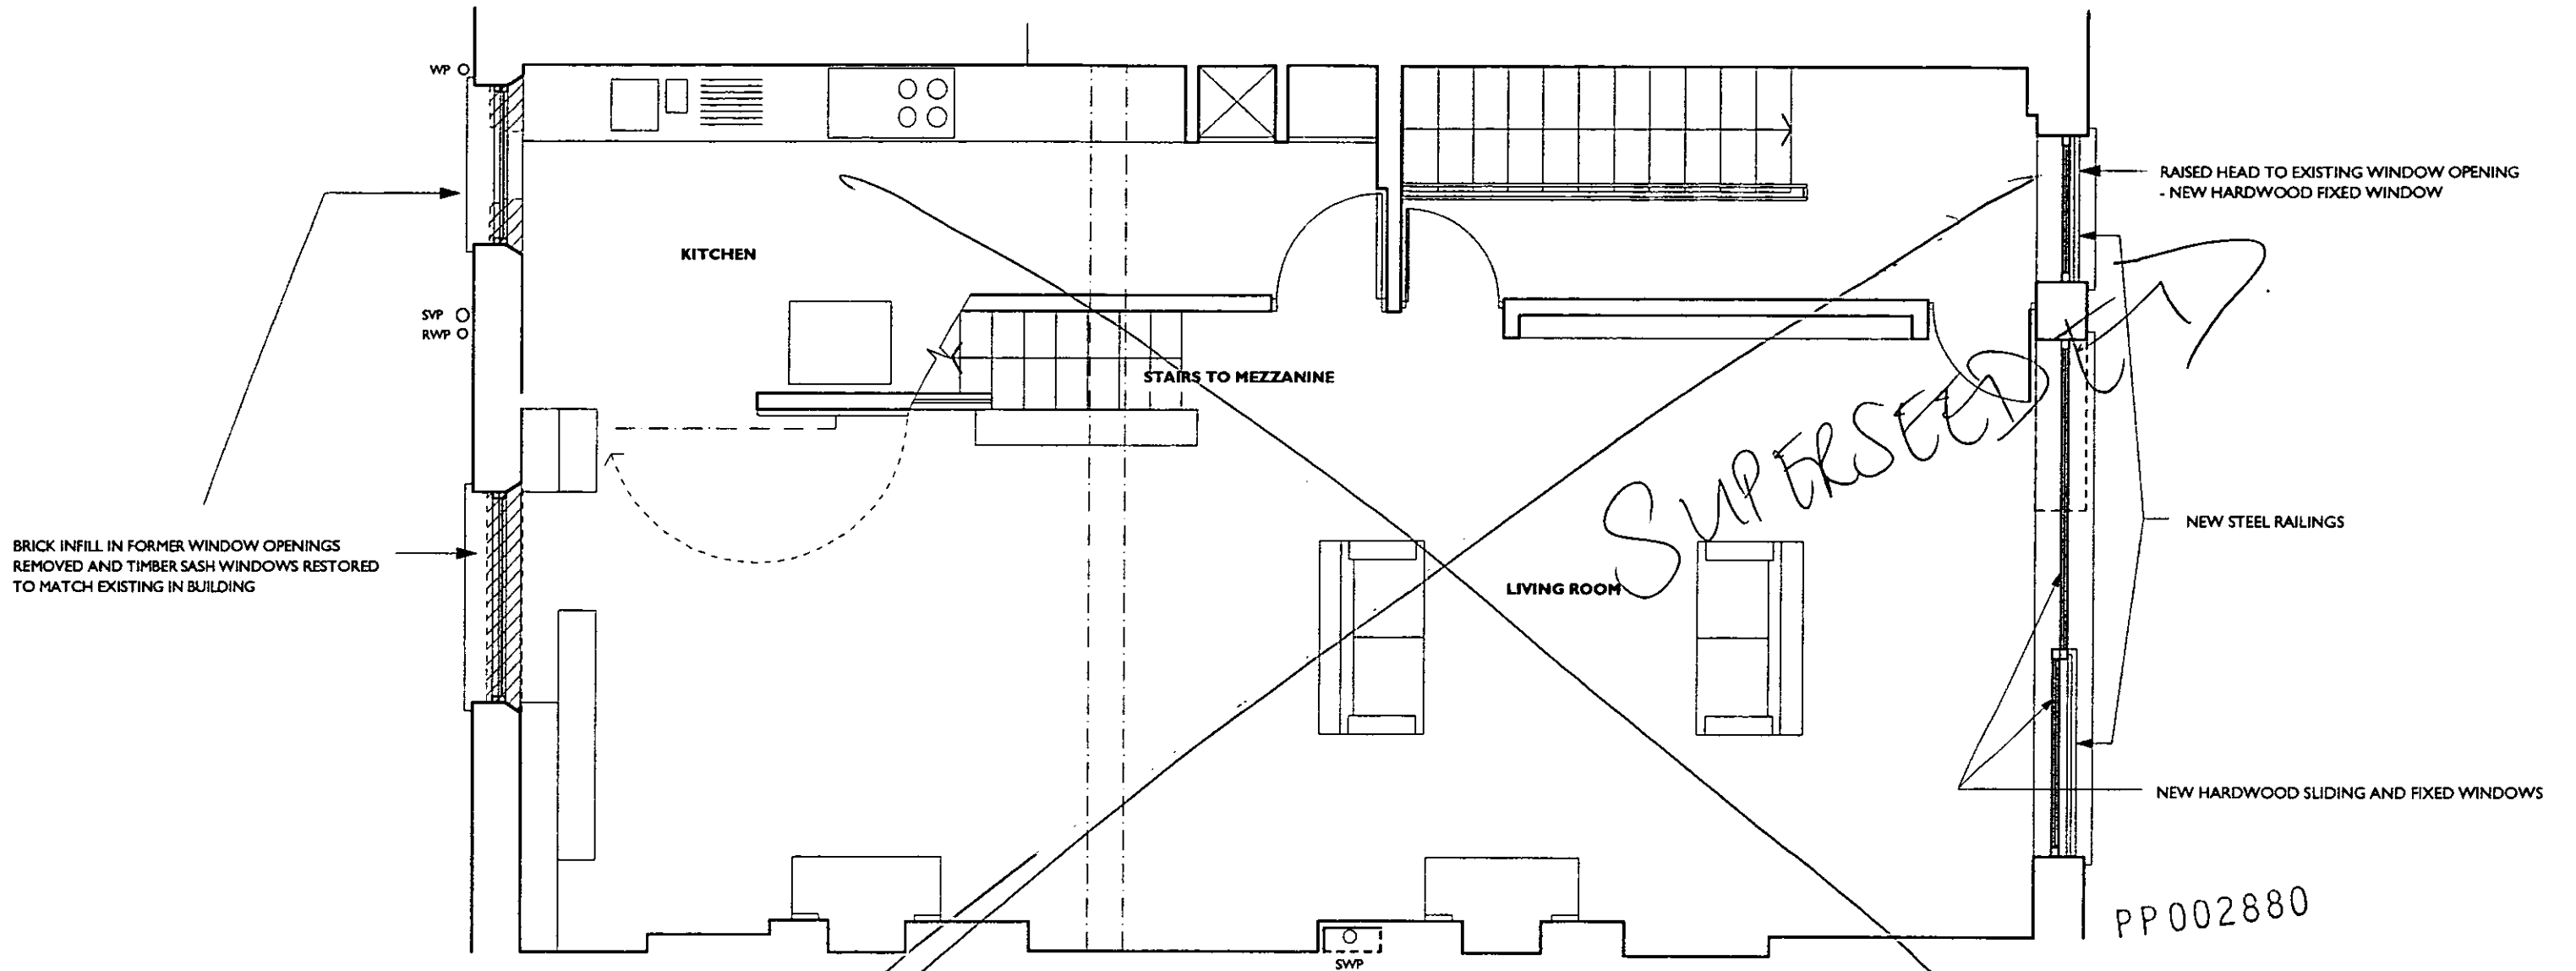 WP
RAISED HEAD TO EXISTING WINDOW OPENING
- NEW HARDWOOD FIXED WINDOW
KITCHEN
SVP
RWP
STAIRS TO MEZZANINE
SUPERSEEDED
NEW STEEL RAILINGS
BRICK INFILL IN FORMER WINDOW OPENINGS
REMOVED AND TIMBER SASH WINDOWS RESTORED
TO MATCH EXISTING IN BUILDING
LIVING ROOM
NEW HARDWOOD SLIDING AND FIXED WINDOWS
PP002880
SWP